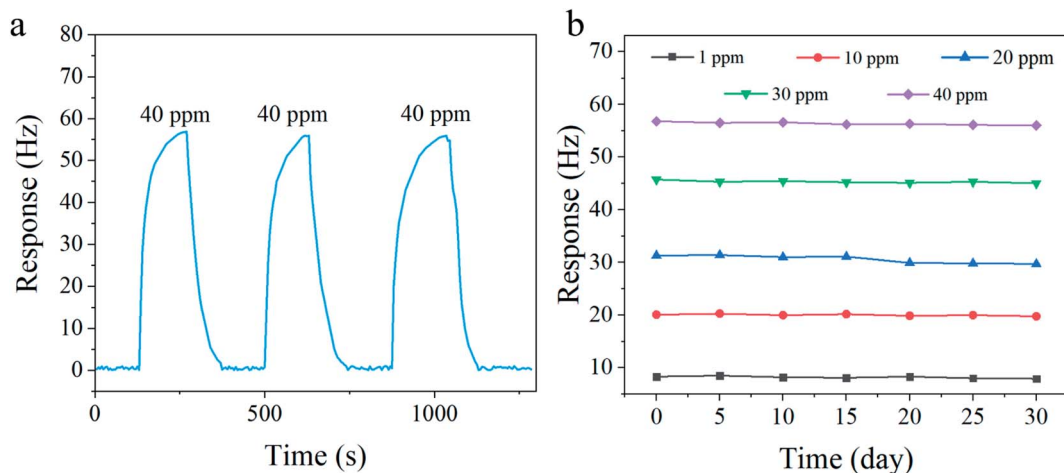 a
80
70
60
50
40
30
20
10
0
40 ppm 40 ppm 40 ppm
Response (Hz)
0 500 1000
Time (s)
b
70
60
50
40
30
20
10
1 ppm 10 ppm 20 ppm
30 ppm 40 ppm
Response (Hz)
0 5 10 15 20 25 30
Time (day)